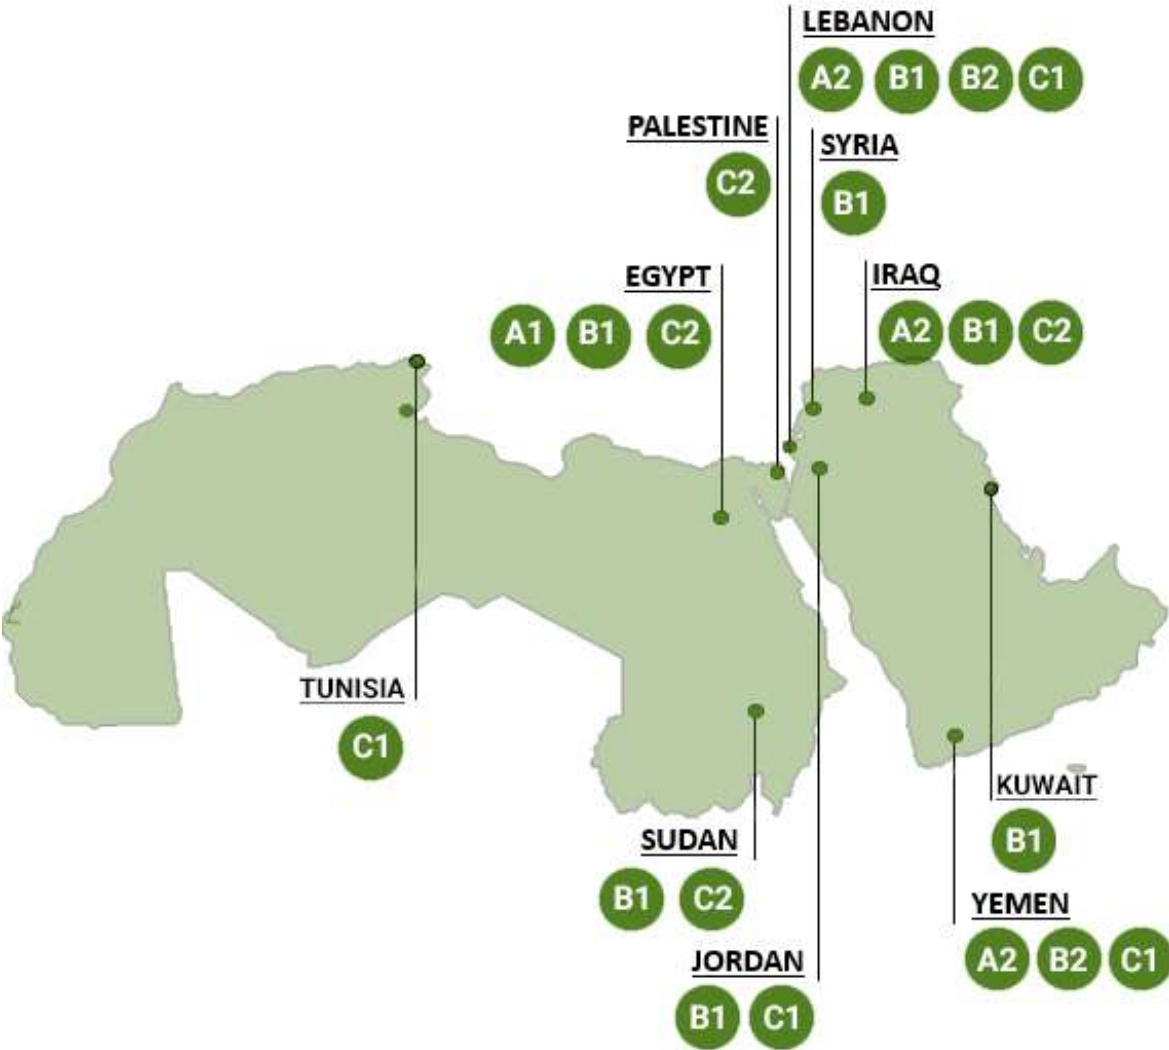 LEBANON
A2 B1 B2 C1
PALESTINE
C2
SYRIA
B1
EGYPT
A1 B1 C2
IRAQ
A2 B1 C2
TUNISIA
C1
SUDAN
B1 C2
JORDAN
B1 C1
KUWAIT
B1
YEMEN
A2 B2 C1